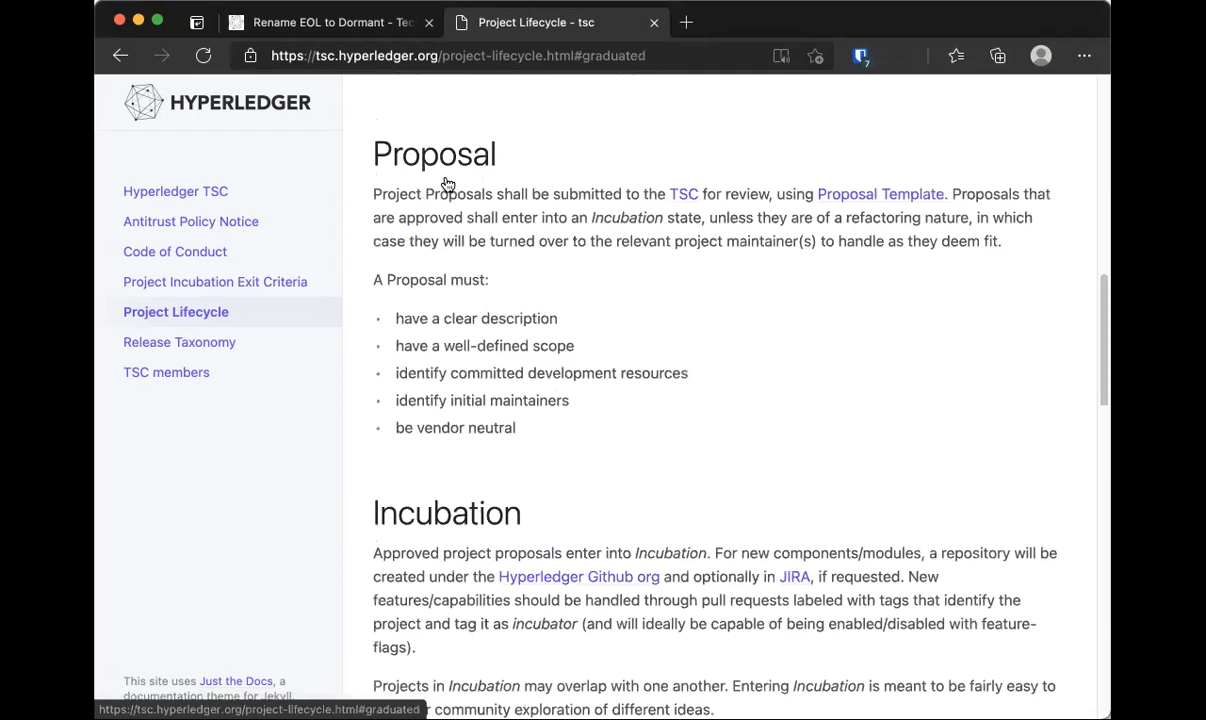 Rename EOL to Dormant - Tec
Project Lifecycle - tsc
https://tsc.hyperledger.org/project-lifecycle.html#graduated
7
HYPERLEDGER
Hyperledger TSC
Antitrust Policy Notice
Code of Conduct
Project Incubation Exit Criteria
Project Lifecycle
Release Taxonomy
TSC members
This site uses Just the Docs, a
documentation theme for Jekyll.
Proposal
Project Proposals shall be submitted to the TSC for review, using Proposal Template. Proposals that
are approved shall enter into an Incubation state, unless they are of a refactoring nature, in which
case they will be turned over to the relevant project maintainer(s) to handle as they deem fit.
A Proposal must:
have a clear description
have a well-defined scope
identify committed development resources
identify initial maintainers
be vendor neutral
Incubation
Approved project proposals enter into Incubation. For new components/modules, a repository will be
created under the Hyperledger Github org and optionally in JIRA, if requested. New
features/capabilities should be handled through pull requests labeled with tags that identify the
project and tag it as incubator (and will ideally be capable of being enabled/disabled with feature-
flags).
Projects in Incubation may overlap with one another. Entering Incubation is meant to be fairly easy to
community exploration of different ideas.
https://tsc.hyperledger.org/project-lifecycle.html#graduated